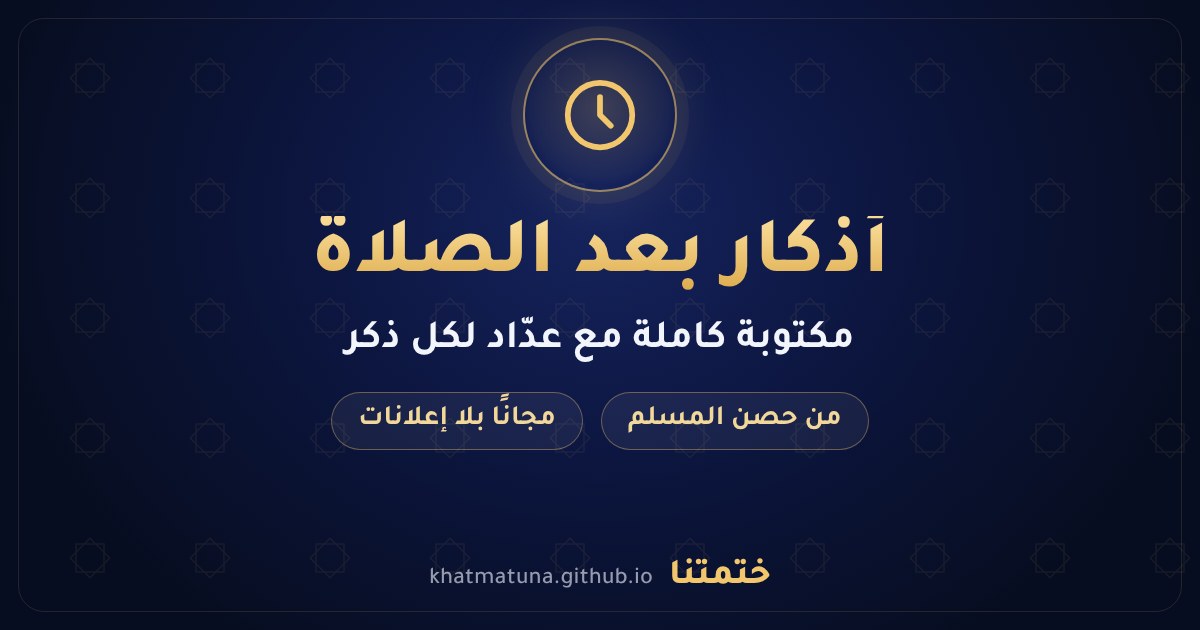 أذكار بعد الصلاة
مكتوبة كاملة مع عدّاد لكل ذكر
من حصن المسلم
مجانًا بلا إعلانات
ختمتنا khatmatuna.github.io